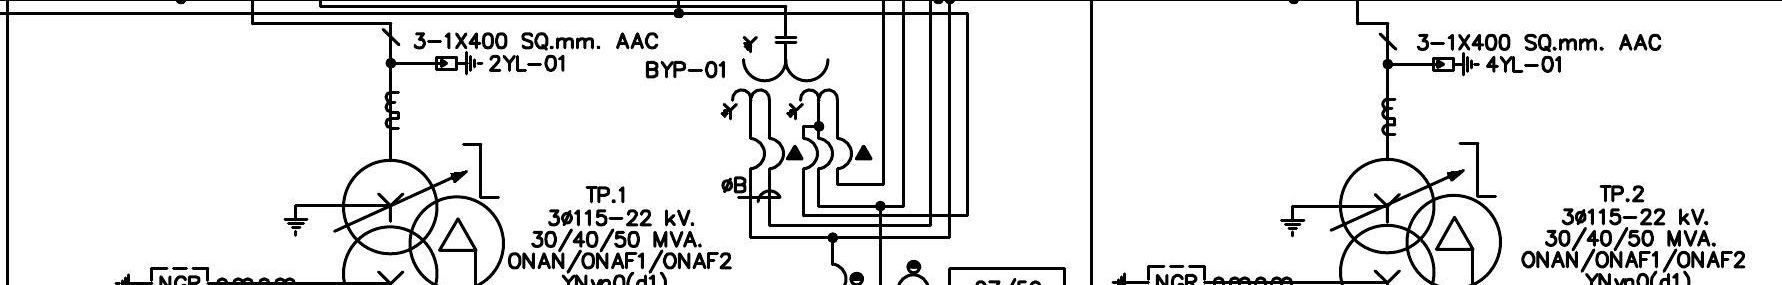 3-1X400 SQ.mm. AAC
2YL-01
BYP-01
øB
TP.1
3ø115-22 kV.
30/40/50 MVA.
ONAN/ONAF1/ONAF2
YNyn0(d1)
NGR
3-1X400 SQ.mm. AAC
4YL-01
TP.2
3ø115-22 kV.
30/40/50 MVA.
ONAN/ONAF1/ONAF2
YNyn0(d1)
NGR